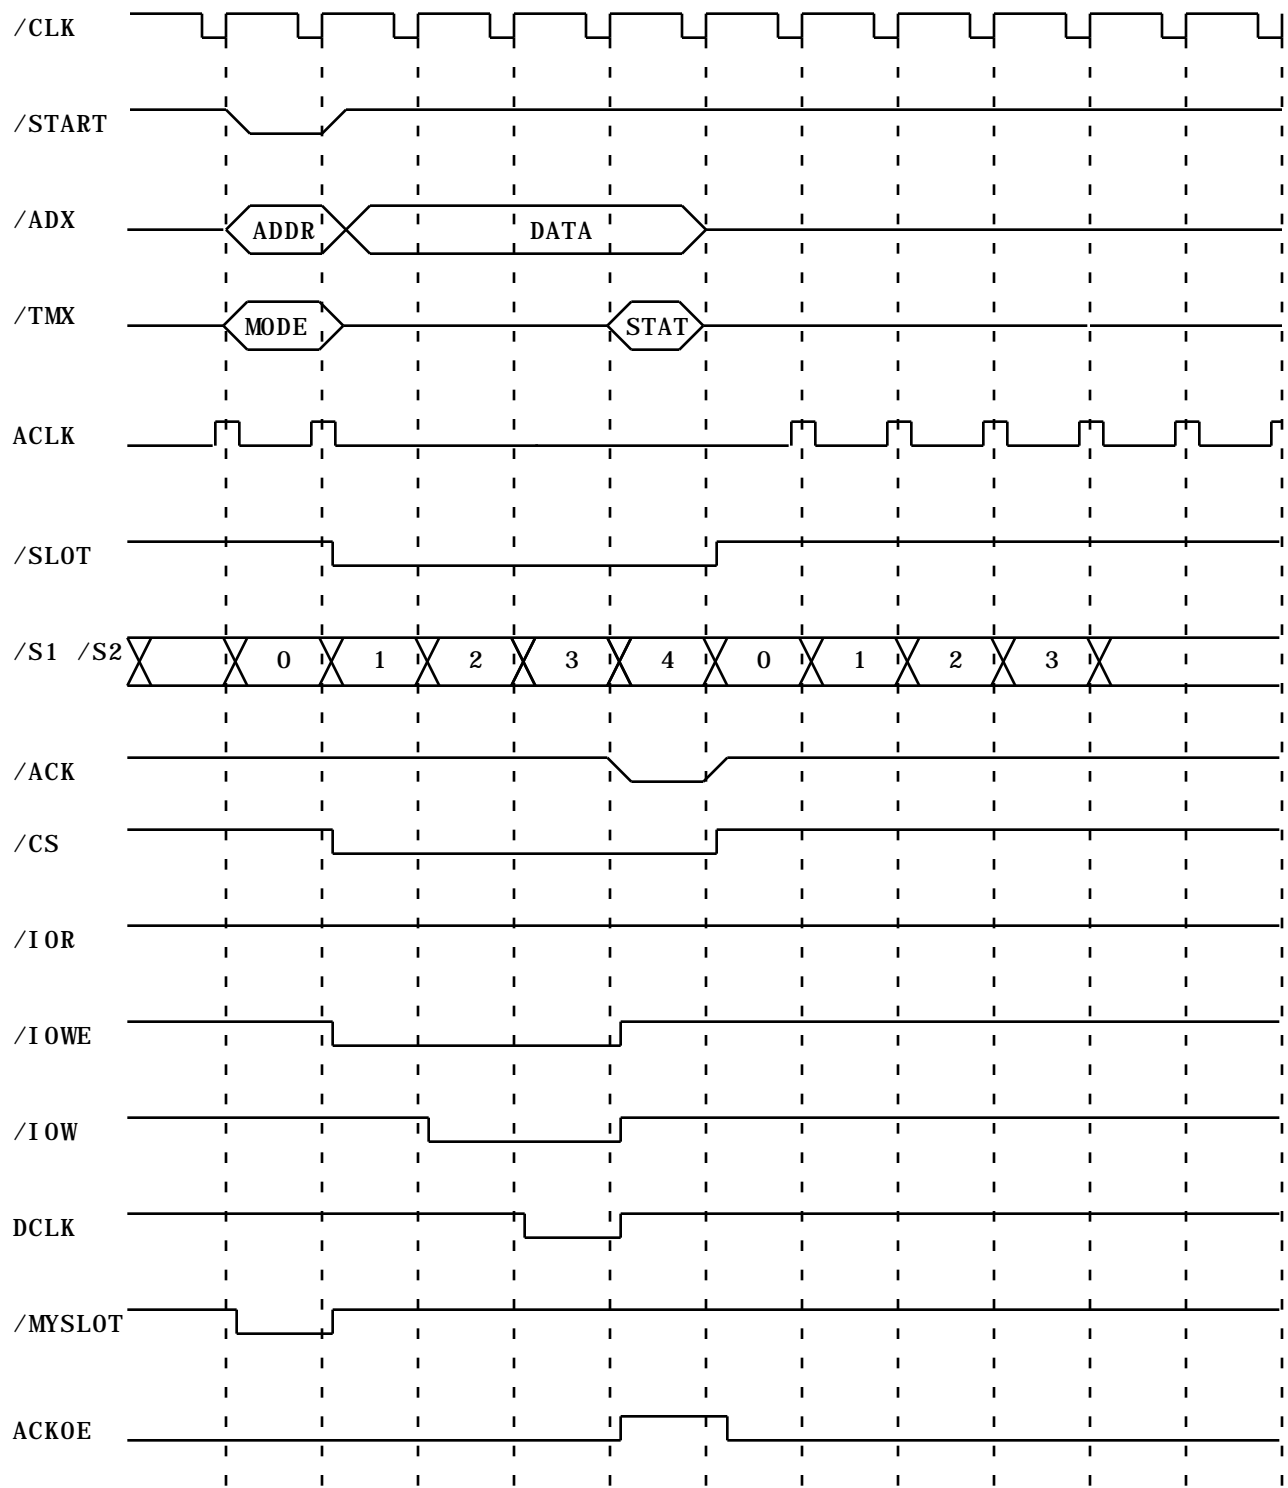 /CLK
/START
/ADX ADDR DATA
/TMX MODE STAT
ACLK
/SLOT
/S1 /S2 0 1 2 3 4 0 1 2 3
/ACK
/CS
/IOR
/IOWE
/IOW
DCLK
/MYSLOT
ACKOE